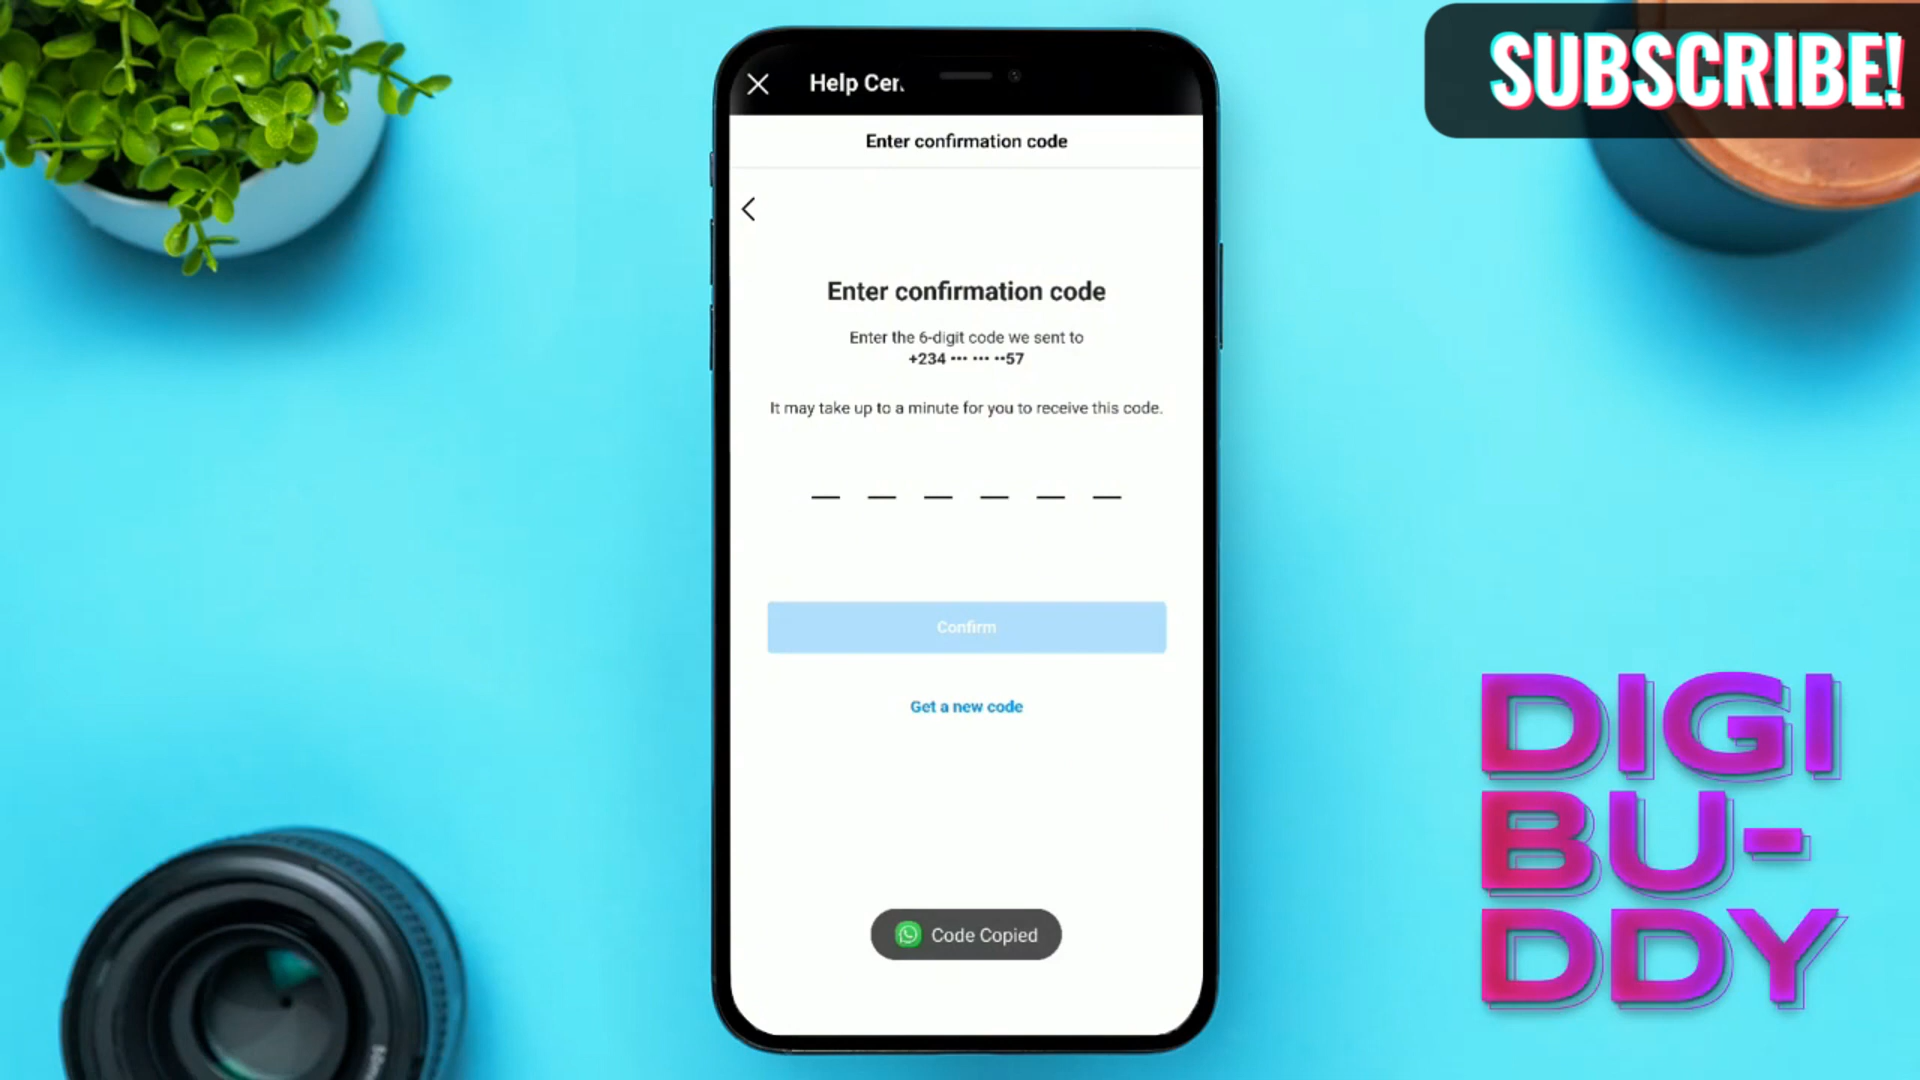 SUBSCRIBE!
Help Cen
Enter confirmation code
Enter confirmation code
Enter the 6-digit code we sent to
+234 ••• ••• ••57
It may take up to a minute for you to receive this code.
Confirm
Get a new code
Code Copied
DIGI
BU-
DDY